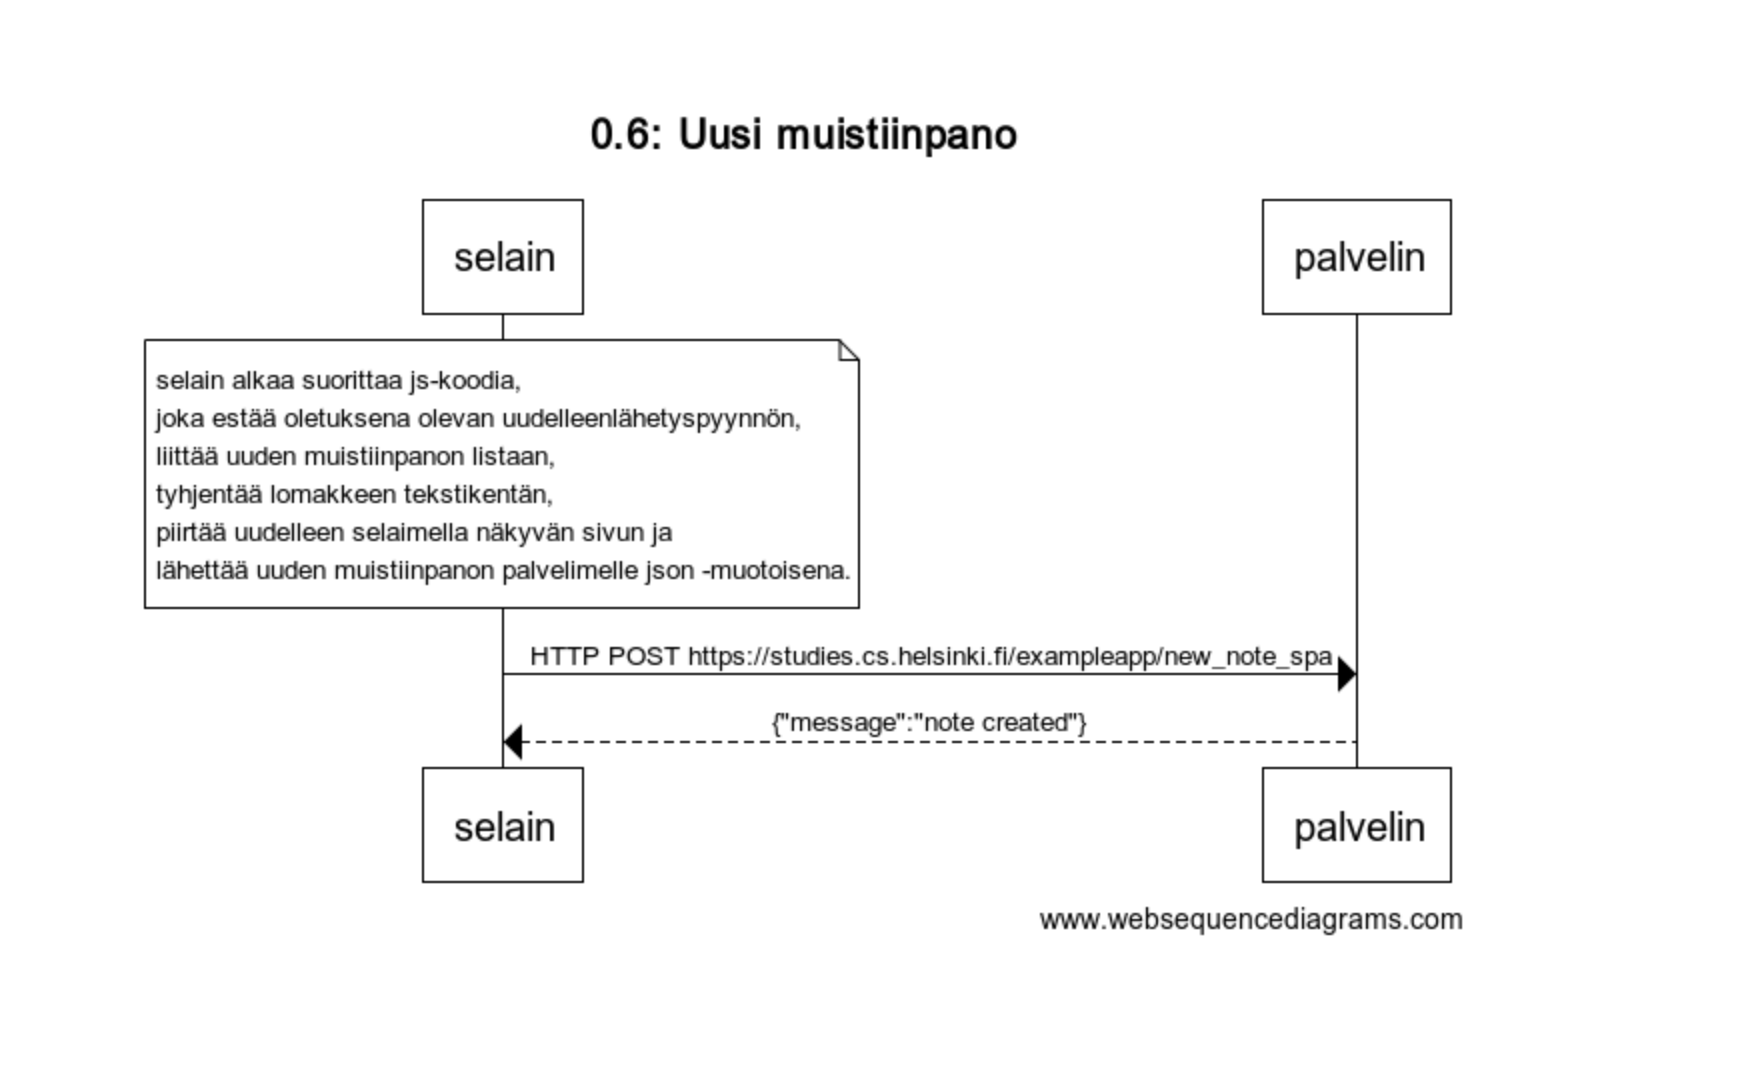 0.6: Uusi muistiinpano
selain
palvelin
selain alkaa suorittaa js-koodia,
joka estää oletuksena olevan uudelleenlähetyspyynnön,
liittää uuden muistiinpanon listaan,
tyhjentää lomakkeen tekstikentän,
piirtää uudelleen selaimella näkyvän sivun ja
lähettää uuden muistiinpanon palvelimelle json -muotoisena.
HTTP POST https://studies.cs.helsinki.fi/exampleapp/new_note_spa
{"message":"note created"}
selain
palvelin
www.websequencediagrams.com